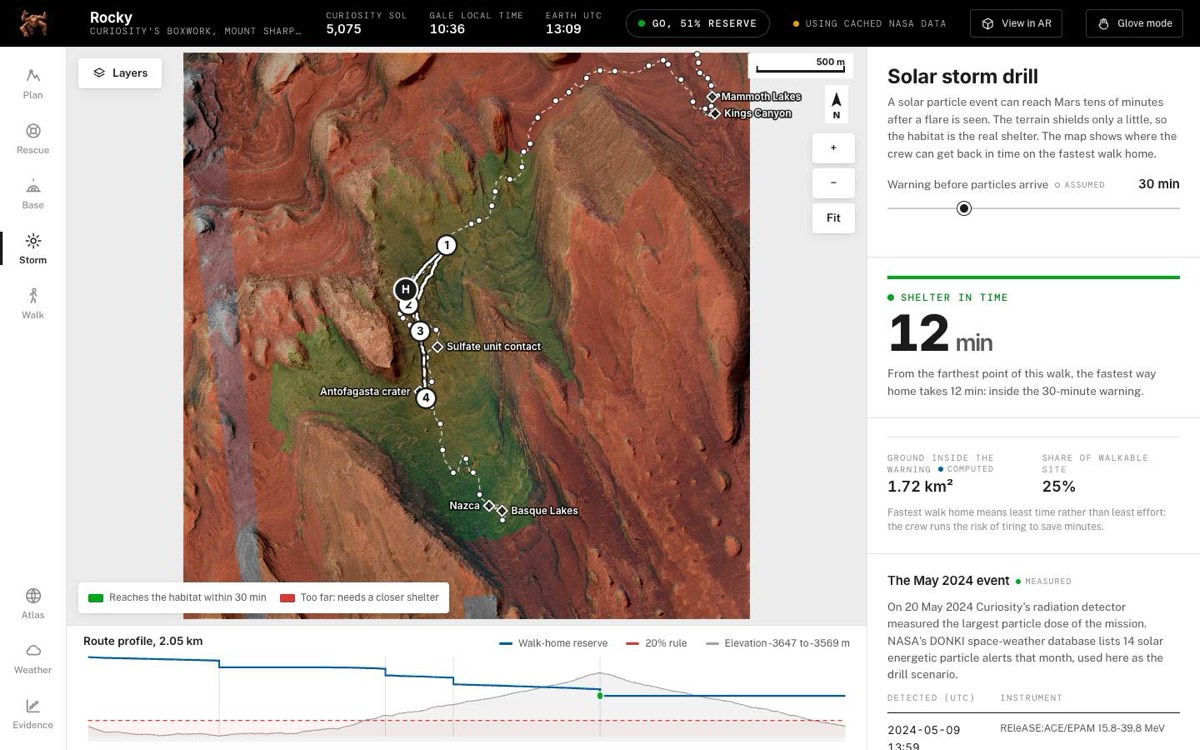 Rocky
CURIOSITY'S BOXWORK, MOUNT SHARP…
CURIOSITY SOL
5,075
GALE LOCAL TIME
10:36
EARTH UTC
13:09
GO, 51% RESERVE
USING CACHED NASA DATA
View in AR
Glove mode
Plan
Rescue
Base
Storm
Walk
Atlas
Weather
Evidence
Layers
500 m
N
+
−
Fit
Mammoth Lakes
Kings Canyon
1
H
2
3
Sulfate unit contact
Antofagasta crater
4
Nazca
Basque Lakes
Reaches the habitat within 30 min
Too far: needs a closer shelter
Route profile, 2.05 km
Walk-home reserve
20% rule
Elevation -3647 to -3569 m
Solar storm drill
A solar particle event can reach Mars tens of minutes
after a flare is seen. The terrain shields only a little, so
the habitat is the real shelter. The map shows where the
crew can get back in time on the fastest walk home.
Warning before particles arrive ASSUMED 30 min
SHELTER IN TIME
12 min
From the farthest point of this walk, the fastest way
home takes 12 min: inside the 30-minute warning.
GROUND INSIDE THE
WARNING COMPUTED
1.72 km²
SHARE OF WALKABLE
SITE
25%
Fastest walk home means least time rather than least effort:
the crew runs the risk of tiring to save minutes.
The May 2024 event MEASURED
On 20 May 2024 Curiosity's radiation detector
measured the largest particle dose of the mission.
NASA's DONKI space-weather database lists 14 solar
energetic particle alerts that month, used here as the
drill scenario.
DETECTED (UTC) INSTRUMENT
2024-05-09 RElEASE:ACE/EPAM 15.8-39.8 MeV
13:59